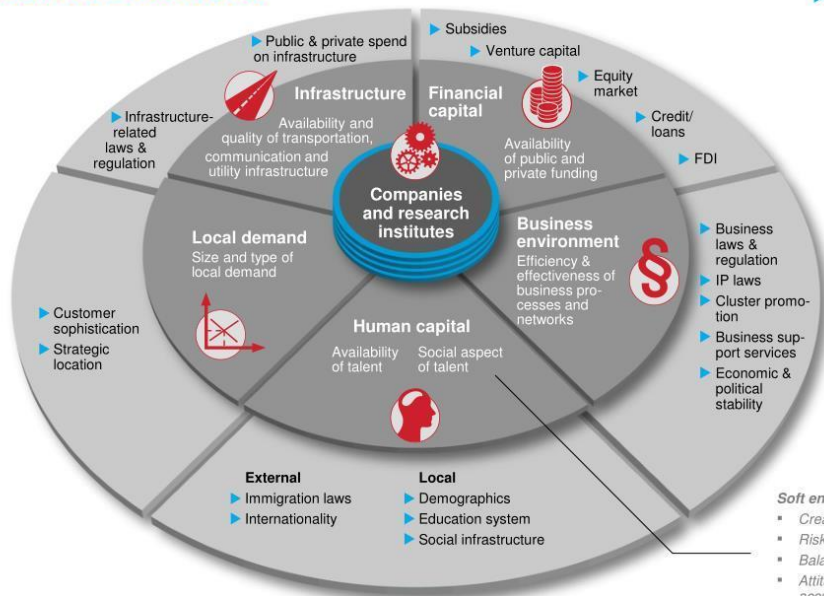 Public & private spend
on infrastructure
Infrastructure-
related
laws &
regulation
Infrastructure
Availability and
quality of transportation,
communication and
utility infrastructure
Subsidies
Venture capital
Equity
market
Credit/
loans
FDI
Financial
capital
Availability
of public and
private funding
Companies
and research
institutes
Local demand
Size and type of
local demand
Customer
sophistication
Strategic
location
Business
environment
Efficiency &
effectiveness of
business pro-
cesses and
networks
Business
laws &
regulation
IP laws
Cluster promo-
tion
Business sup-
port services
Economic &
political
stability
Human capital
Availability
of talent
Social aspect
of talent
External
Immigration laws
Internationality
Local
Demographics
Education system
Social infrastructure
Soft